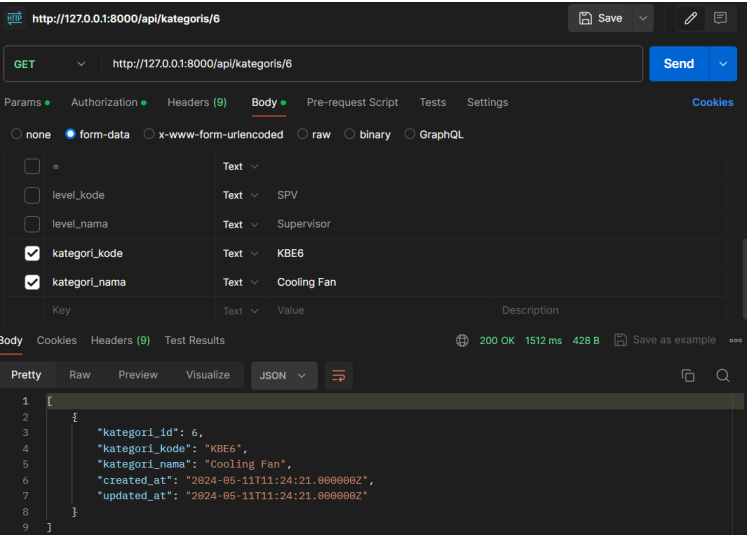 HTTP http://127.0.0.1:8000/api/kategoris/6 Save
GET http://127.0.0.1:8000/api/kategoris/6 Send
Params Authorization Headers (9) Body Pre-request Script Tests Settings Cookies
none form-data x-www-form-urlencoded raw binary GraphQL
= Text
level_kode Text SPV
level_nama Text Supervisor
kategori_kode Text KBE6
kategori_nama Text Cooling Fan
Key Text Value Description
Body Cookies Headers (9) Test Results 200 OK 1512 ms 428 B Save as example
Pretty Raw Preview Visualize JSON
1 [
2 {
3 "kategori_id": 6,
4 "kategori_kode": "KBE6",
5 "kategori_nama": "Cooling Fan",
6 "created_at": "2024-05-11T11:24:21.000000Z",
7 "updated_at": "2024-05-11T11:24:21.000000Z"
8 }
9 ]